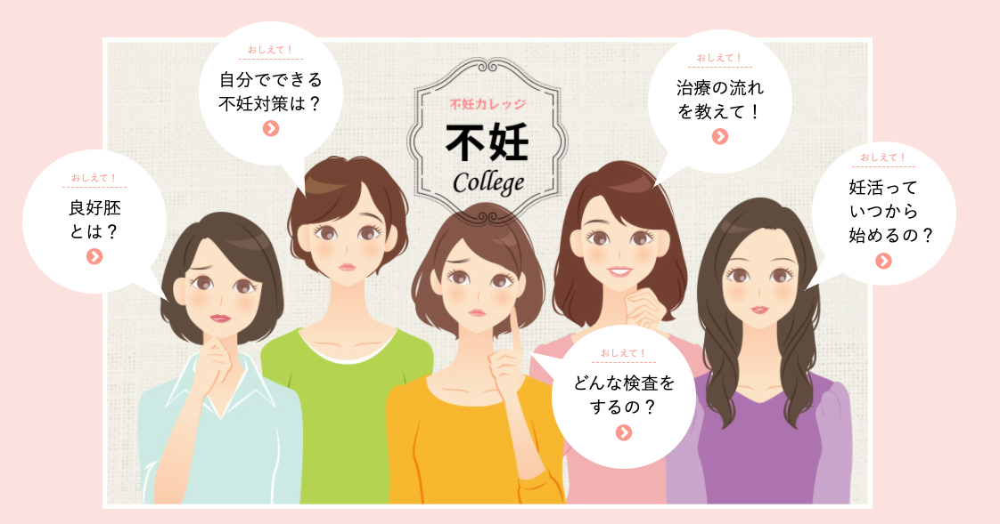 おしえて！
自分でできる
不妊対策は？
不妊カレッジ
不妊
College
おしえて！
治療の流れ
を教えて！
おしえて！
良好胚
とは？
おしえて！
妊活って
いつから
始めるの？
おしえて！
どんな検査を
するの？